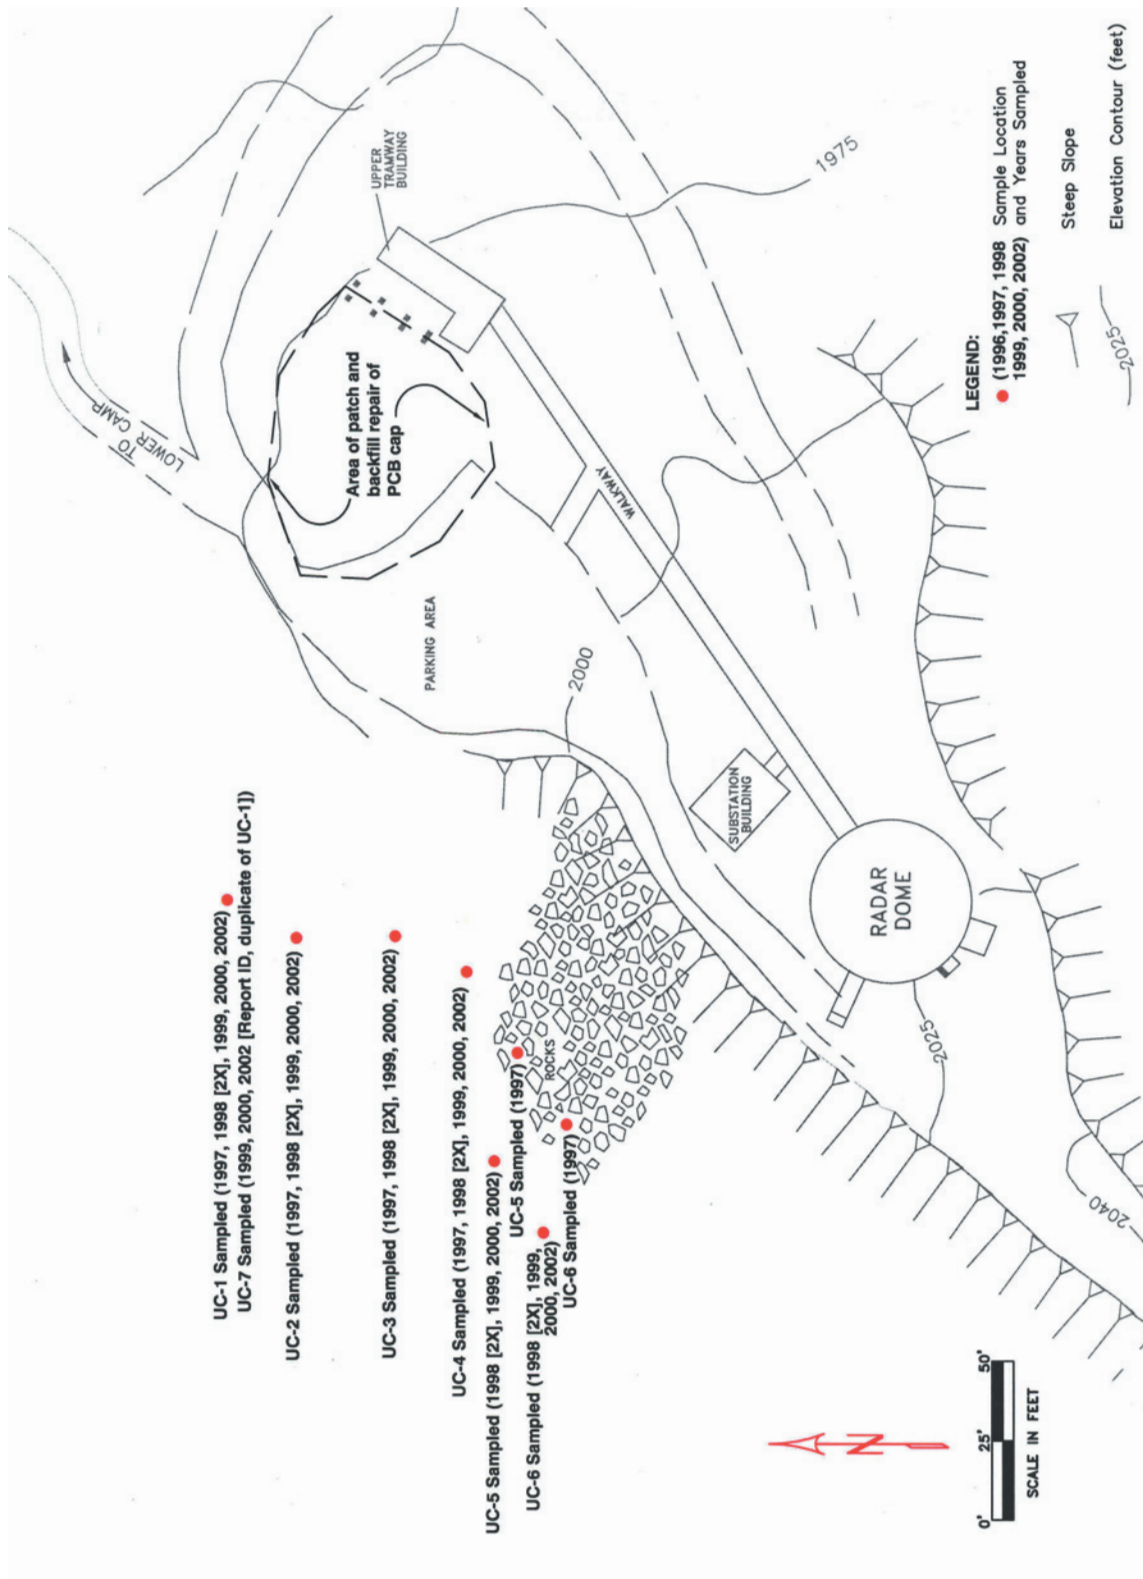 UC-1 Sampled (1997, 1998 [2X], 1999, 2000, 2002)
UC-7 Sampled (1999, 2000, 2002 [Report ID, duplicate of UC-1])
UC-2 Sampled (1997, 1998 [2X], 1999, 2000, 2002)
UC-3 Sampled (1997, 1998 [2X], 1999, 2000, 2002)
UC-4 Sampled (1997, 1998 [2X], 1999, 2000, 2002)
UC-5 Sampled (1998 [2X], 1999, 2000, 2002)
UC-5 Sampled (1997)
UC-6 Sampled (1998 [2X], 1999,
2000, 2002)
UC-6 Sampled (1997)
ROCKS
TO
LOWER CAMP
UPPER
TRAMWAY
BUILDING
Area of patch and
backfill repair of
PCB cap
PARKING AREA
WALKWAY
SUBSTATION
BUILDING
RADAR
DOME
2000
1975
2025
2040
N
0' 25' 50'
SCALE IN FEET
LEGEND:
(1996,1997, 1998 Sample Location
1999, 2000, 2002) and Years Sampled
Steep Slope
2025
Elevation Contour (feet)